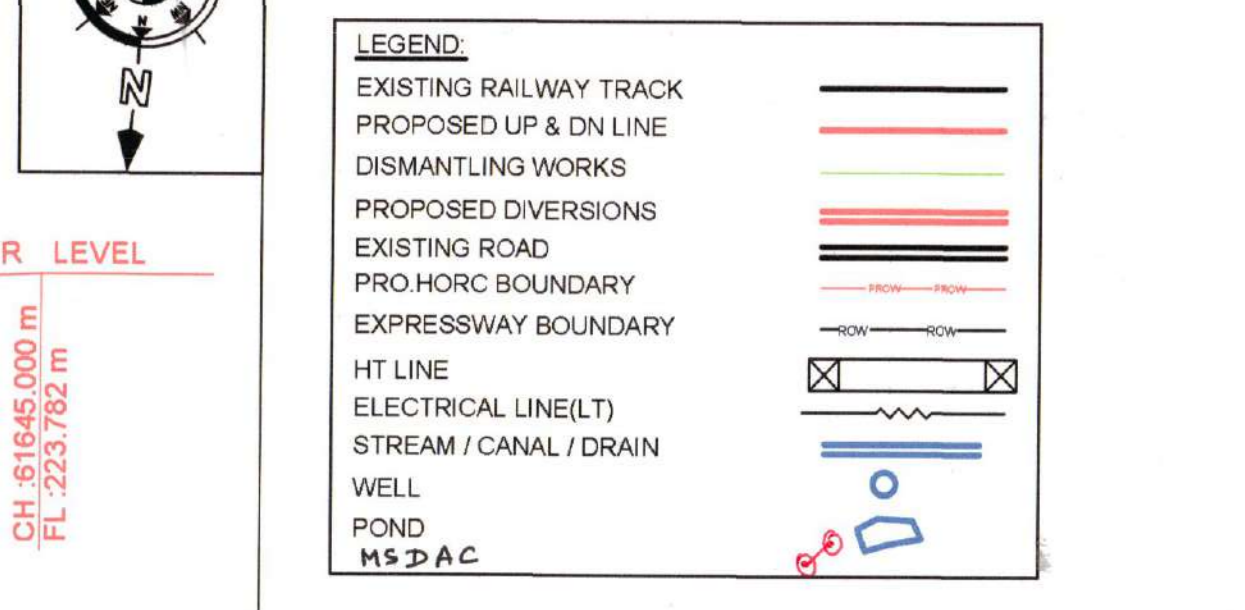 N
N
R LEVEL
CH :61645.000 m
FL :223.782 m
LEGEND:
EXISTING RAILWAY TRACK
PROPOSED UP & DN LINE
DISMANTLING WORKS
PROPOSED DIVERSIONS
EXISTING ROAD
PRO.HORC BOUNDARY PROW PROW
EXPRESSWAY BOUNDARY ROW ROW
HT LINE
ELECTRICAL LINE(LT)
STREAM / CANAL / DRAIN
WELL
POND
MSDAC